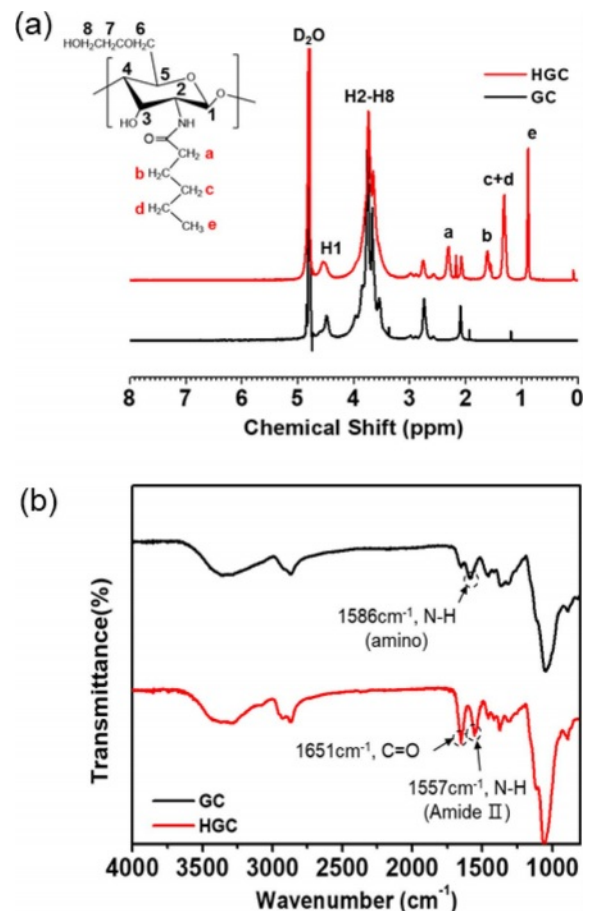 (a)
8 7 6
HOH₂CH₂COH₂C
D₂O
4 5 O
2
O
HO 3 1
NH
O
CH₂ a
b H₂C
CH₂ c
d H₂C
CH₃ e
H1
H2-H8
HGC
GC
a
b
c+d
e
8 7 6 5 4 3 2 1 0
Chemical Shift (ppm)
(b)
Transmittance(%)
1586cm⁻¹, N-H
(amino)
1651cm⁻¹, C=O
1557cm⁻¹, N-H
(Amide Ⅱ)
GC
HGC
4000 3500 3000 2500 2000 1500 1000
Wavenumber (cm⁻¹)